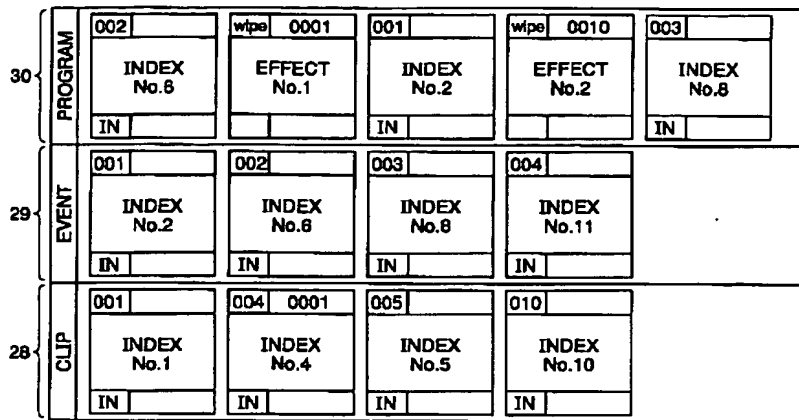 30
PROGRAM
002 wipe 0001 001 wipe 0010 003
INDEX EFFECT INDEX EFFECT INDEX
No.6 No.1 No.2 No.2 No.8
IN IN IN
29
EVENT
001 002 003 004
INDEX INDEX INDEX INDEX
No.2 No.6 No.8 No.11
IN IN IN IN
28
CLIP
001 004 0001 005 010
INDEX INDEX INDEX INDEX
No.1 No.4 No.5 No.10
IN IN IN IN